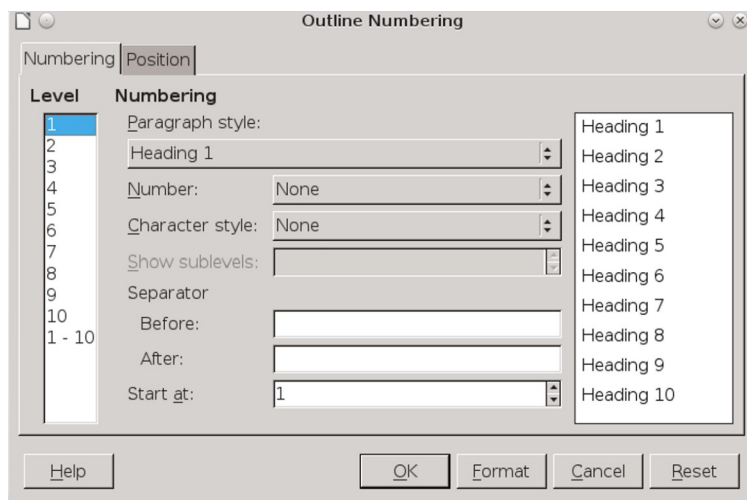 Outline Numbering
Numbering Position
Level
1
2
3
4
5
6
7
8
9
10
1 - 10
Numbering
Paragraph style:
Heading 1
Number: None
Character style: None
Show sublevels:
Separator
Before:
After:
Start at: 1
Heading 1
Heading 2
Heading 3
Heading 4
Heading 5
Heading 6
Heading 7
Heading 8
Heading 9
Heading 10
Help OK Format Cancel Reset